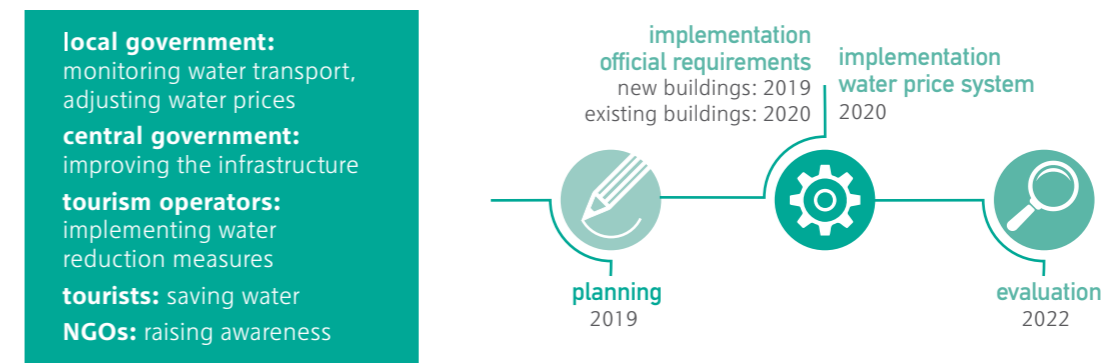 local government:
monitoring water transport,
adjusting water prices
central government:
improving the infrastructure
tourism operators:
implementing water
reduction measures
tourists: saving water
NGOs: raising awareness
implementation
official requirements
new buildings: 2019
existing buildings: 2020
implementation
water price system
2020
planning
2019
evaluation
2022